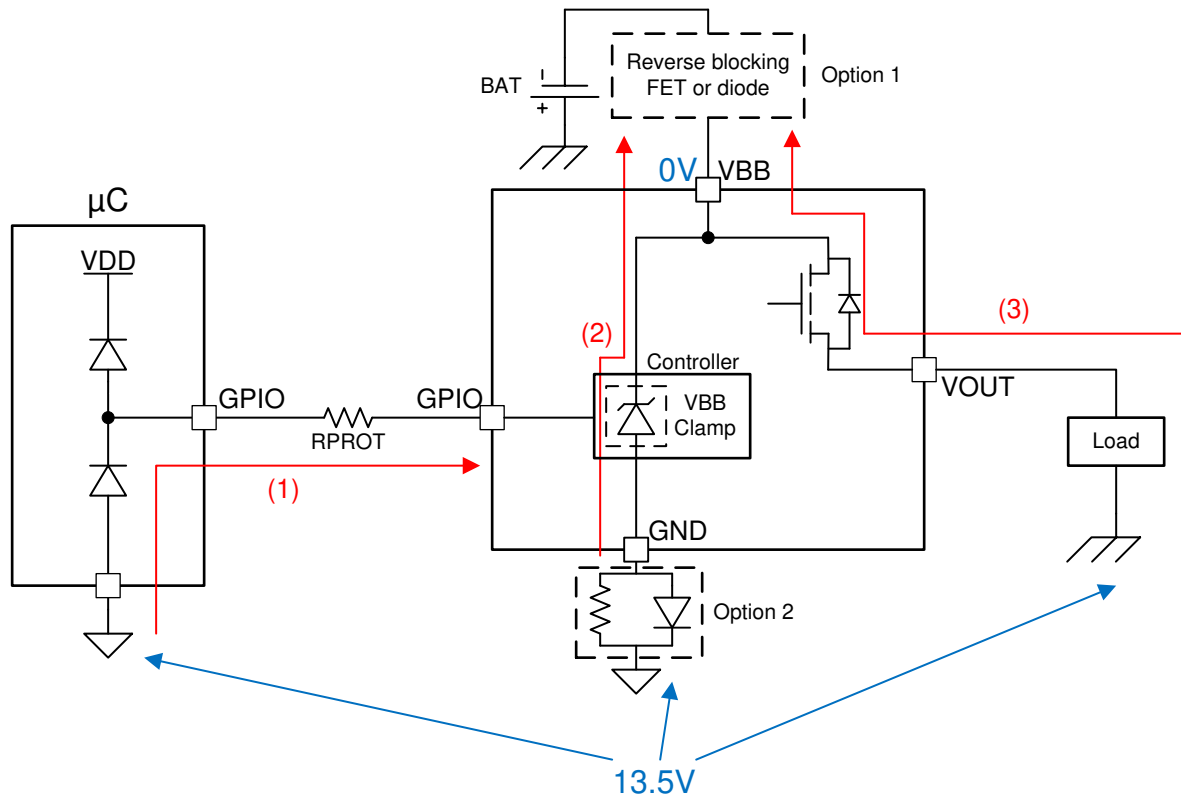 Reverse blocking
FET or diode
Option 1
BAT
-
+
0V
VBB
µC
VDD
(3)
(2)
Controller
VOUT
GPIO
GPIO
VBB
Clamp
RPROT
Load
(1)
GND
Option 2
13.5V